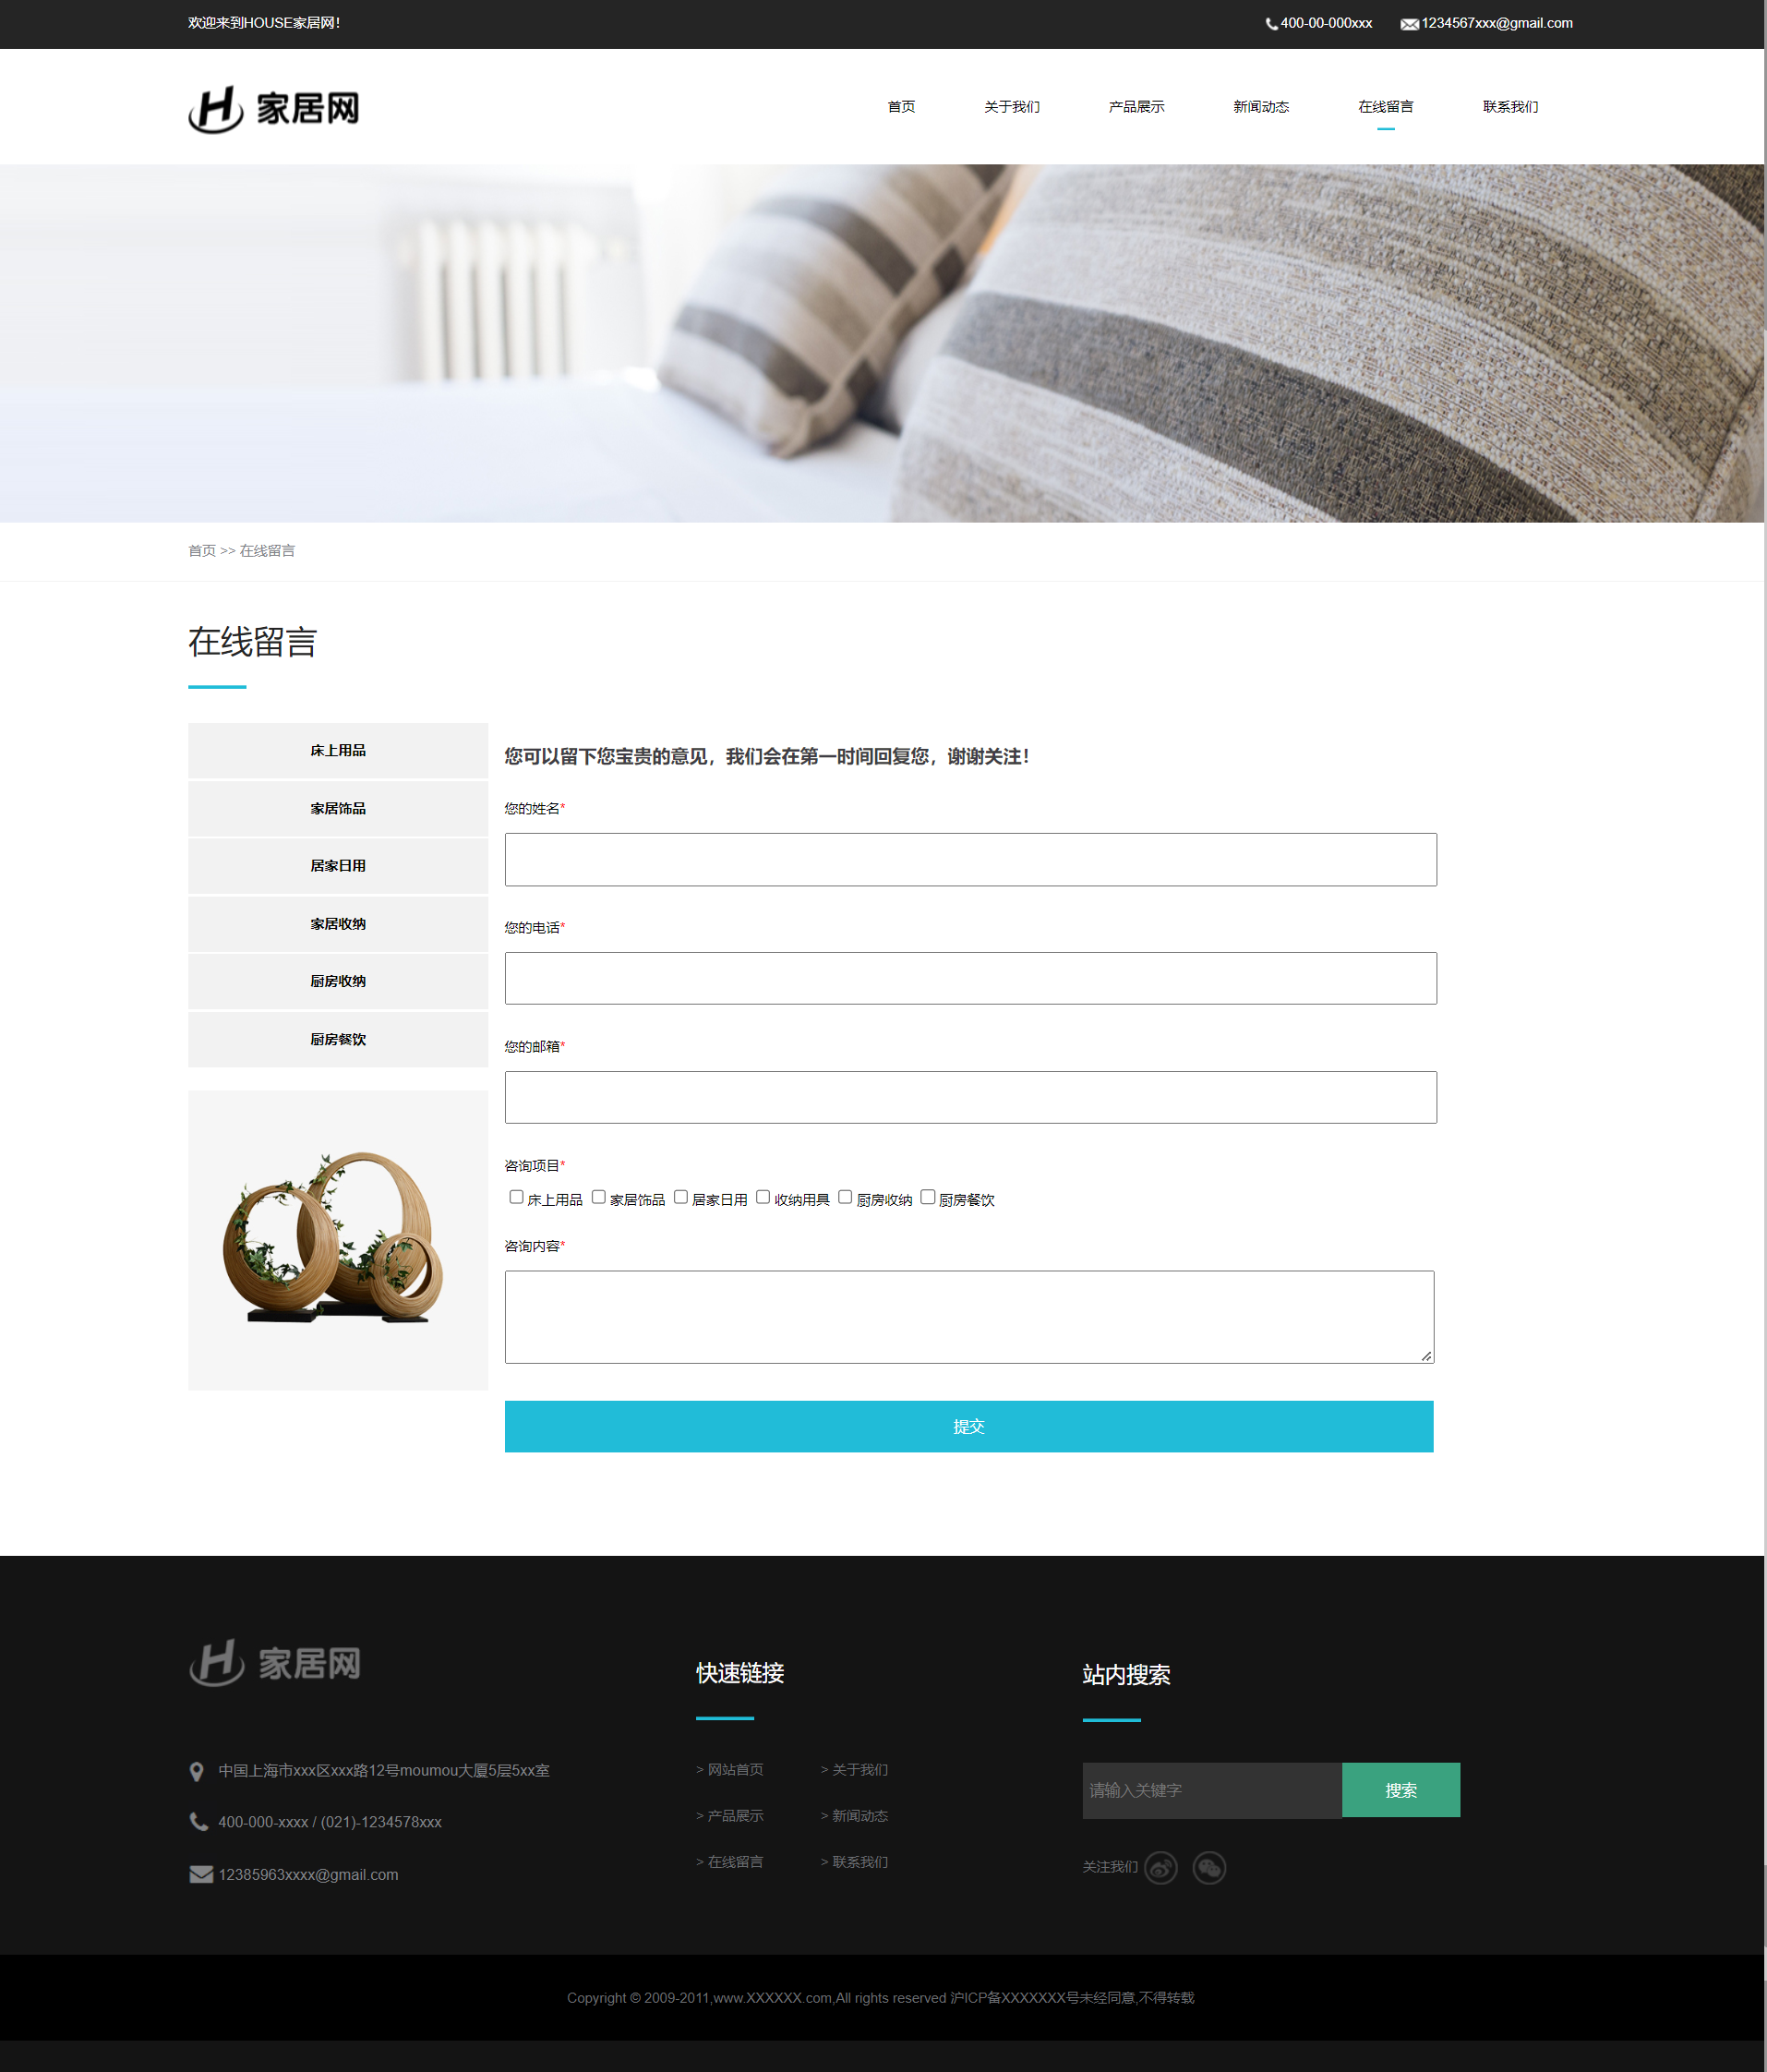 欢迎来到HOUSE家居网!
400-00-000xxx 1234567xxx@gmail.com
H 家居网
首页 关于我们 产品展示 新闻动态 在线留言 联系我们
首页 >> 在线留言
在线留言
床上用品
家居饰品
居家日用
家居收纳
厨房收纳
厨房餐饮
您可以留下您宝贵的意见，我们会在第一时间回复您，谢谢关注！
您的姓名*
您的电话*
您的邮箱*
咨询项目*
床上用品 家居饰品 居家日用 收纳用具 厨房收纳 厨房餐饮
咨询内容*
提交
H 家居网
中国上海市xxx区xxx路12号moumou大厦5层5xx室
400-000-xxxx / (021)-1234578xxx
12385963xxxx@gmail.com
快速链接
> 网站首页 > 关于我们
> 产品展示 > 新闻动态
> 在线留言 > 联系我们
站内搜索
请输入关键字 搜索
关注我们
Copyright © 2009-2011,www.XXXXXX.com,All rights reserved 沪ICP备XXXXXXX号未经同意,不得转载